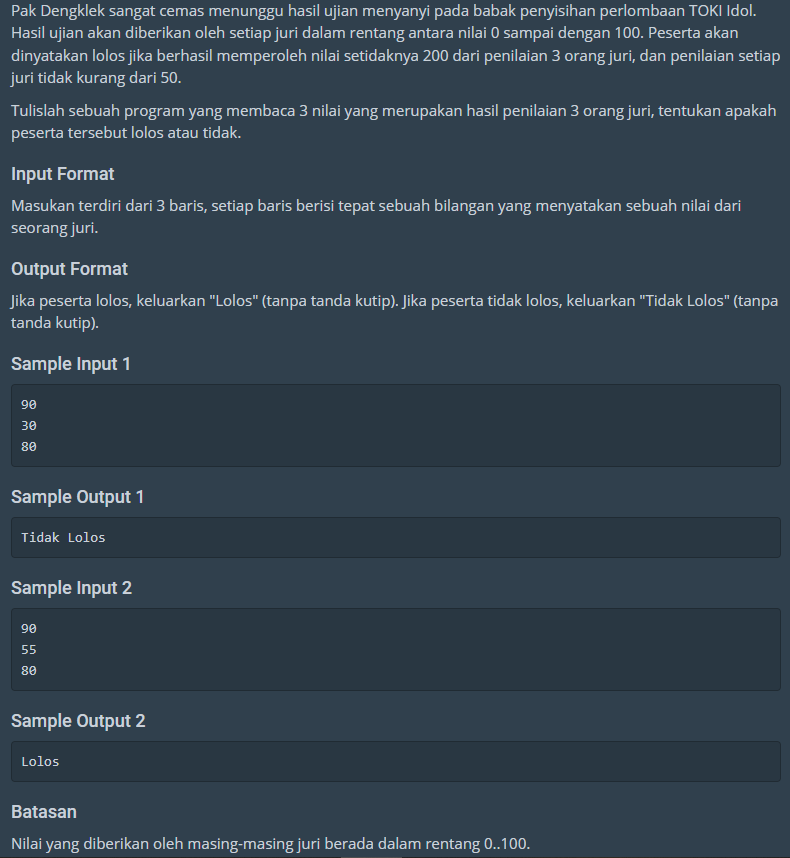 Pak Dengklek sangat cemas menunggu hasil ujian menyanyi pada babak penyisihan perlombaan TOKI Idol.
Hasil ujian akan diberikan oleh setiap juri dalam rentang antara nilai 0 sampai dengan 100. Peserta akan
dinyatakan lolos jika berhasil memperoleh nilai setidaknya 200 dari penilaian 3 orang juri, dan penilaian setiap
juri tidak kurang dari 50.
Tulislah sebuah program yang membaca 3 nilai yang merupakan hasil penilaian 3 orang juri, tentukan apakah
peserta tersebut lolos atau tidak.
Input Format
Masukan terdiri dari 3 baris, setiap baris berisi tepat sebuah bilangan yang menyatakan sebuah nilai dari
seorang juri.
Output Format
Jika peserta lolos, keluarkan "Lolos" (tanpa tanda kutip). Jika peserta tidak lolos, keluarkan "Tidak Lolos" (tanpa
tanda kutip).
Sample Input 1
90
30
80
Sample Output 1
Tidak Lolos
Sample Input 2
90
55
80
Sample Output 2
Lolos
Batasan
Nilai yang diberikan oleh masing-masing juri berada dalam rentang 0..100.